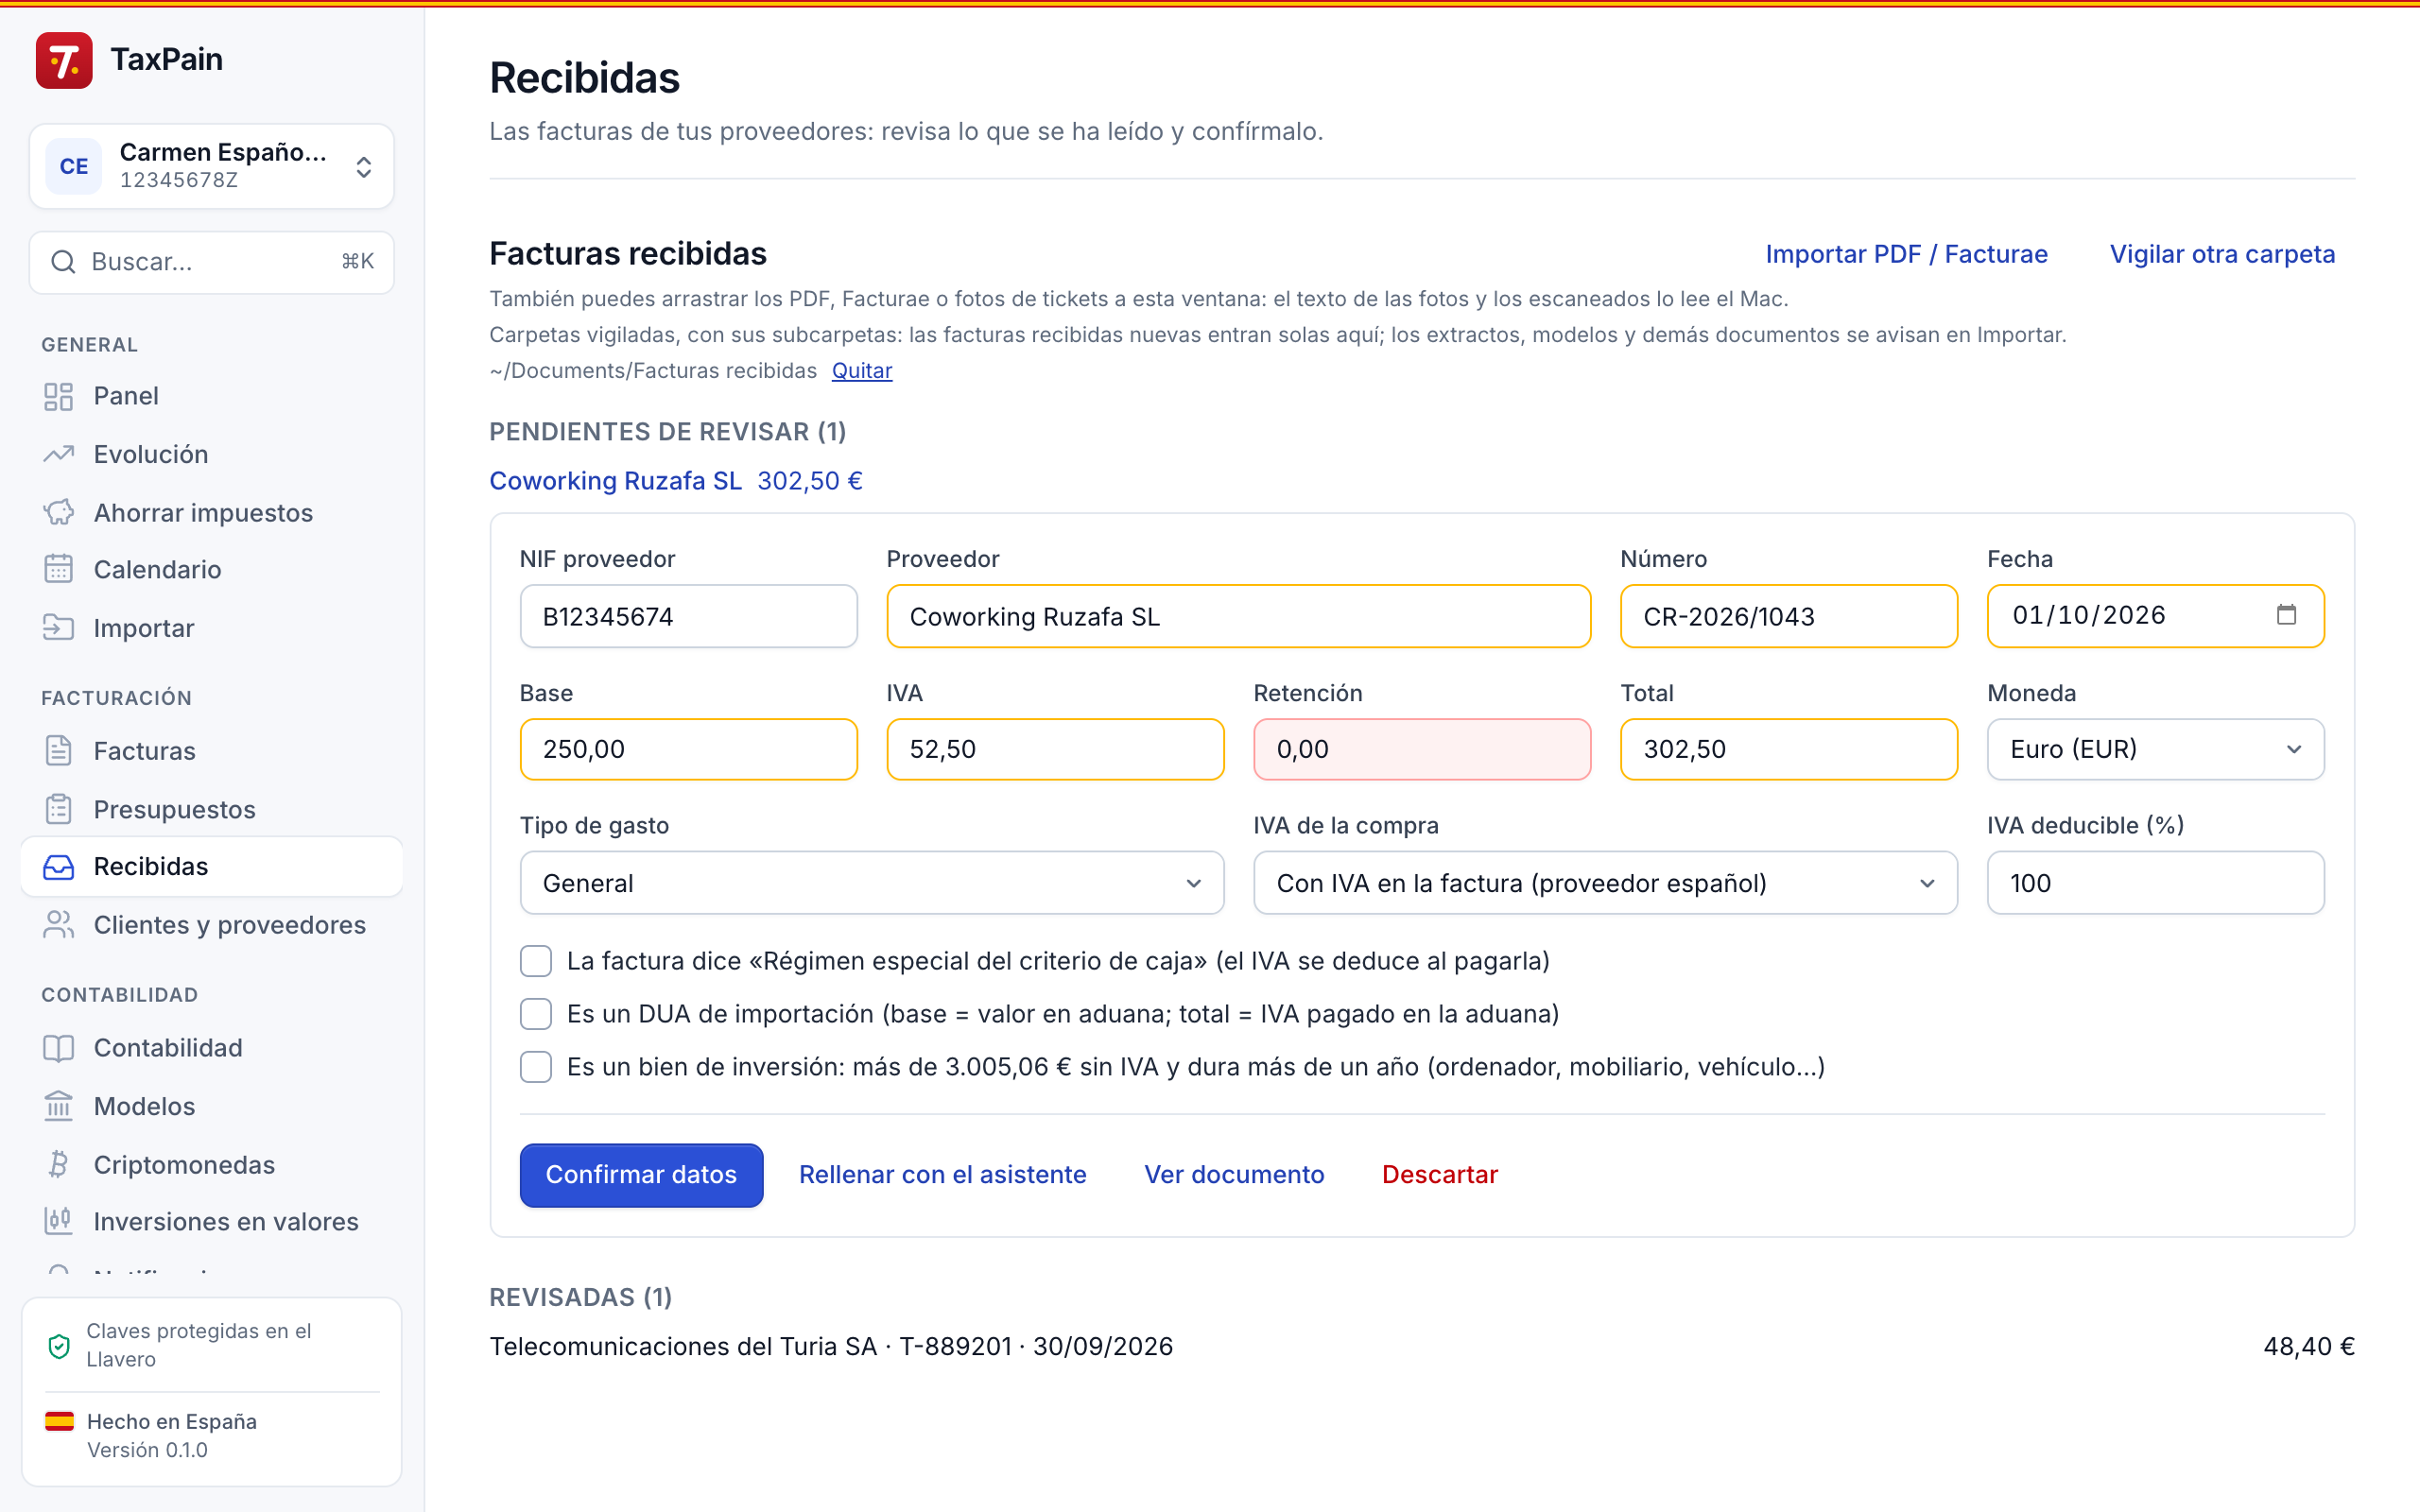 TaxPain
CE
Carmen Españo...
12345678Z
Buscar...
⌘K
GENERAL
Panel
Evolución
Ahorrar impuestos
Calendario
Importar
FACTURACIÓN
Facturas
Presupuestos
Recibidas
Clientes y proveedores
CONTABILIDAD
Contabilidad
Modelos
Criptomonedas
Inversiones en valores
Claves protegidas en el
Llavero
Hecho en España
Versión 0.1.0
Recibidas
Las facturas de tus proveedores: revisa lo que se ha leído y confírmalo.
Facturas recibidas
Importar PDF / Facturae
Vigilar otra carpeta
También puedes arrastrar los PDF, Facturae o fotos de tickets a esta ventana: el texto de las fotos y los escaneados lo lee el Mac.
Carpetas vigiladas, con sus subcarpetas: las facturas recibidas nuevas entran solas aquí; los extractos, modelos y demás documentos se avisan en Importar.
~/Documents/Facturas recibidas Quitar
PENDIENTES DE REVISAR (1)
Coworking Ruzafa SL 302,50 €
NIF proveedor
Proveedor
Número
Fecha
B12345674
Coworking Ruzafa SL
CR-2026/1043
01/10/2026
Base
IVA
Retención
Total
Moneda
250,00
52,50
0,00
302,50
Euro (EUR)
Tipo de gasto
IVA de la compra
IVA deducible (%)
General
Con IVA en la factura (proveedor español)
100
La factura dice «Régimen especial del criterio de caja» (el IVA se deduce al pagarla)
Es un DUA de importación (base = valor en aduana; total = IVA pagado en la aduana)
Es un bien de inversión: más de 3.005,06 € sin IVA y dura más de un año (ordenador, mobiliario, vehículo...)
Confirmar datos
Rellenar con el asistente
Ver documento
Descartar
REVISADAS (1)
Telecomunicaciones del Turia SA · T-889201 · 30/09/2026
48,40 €